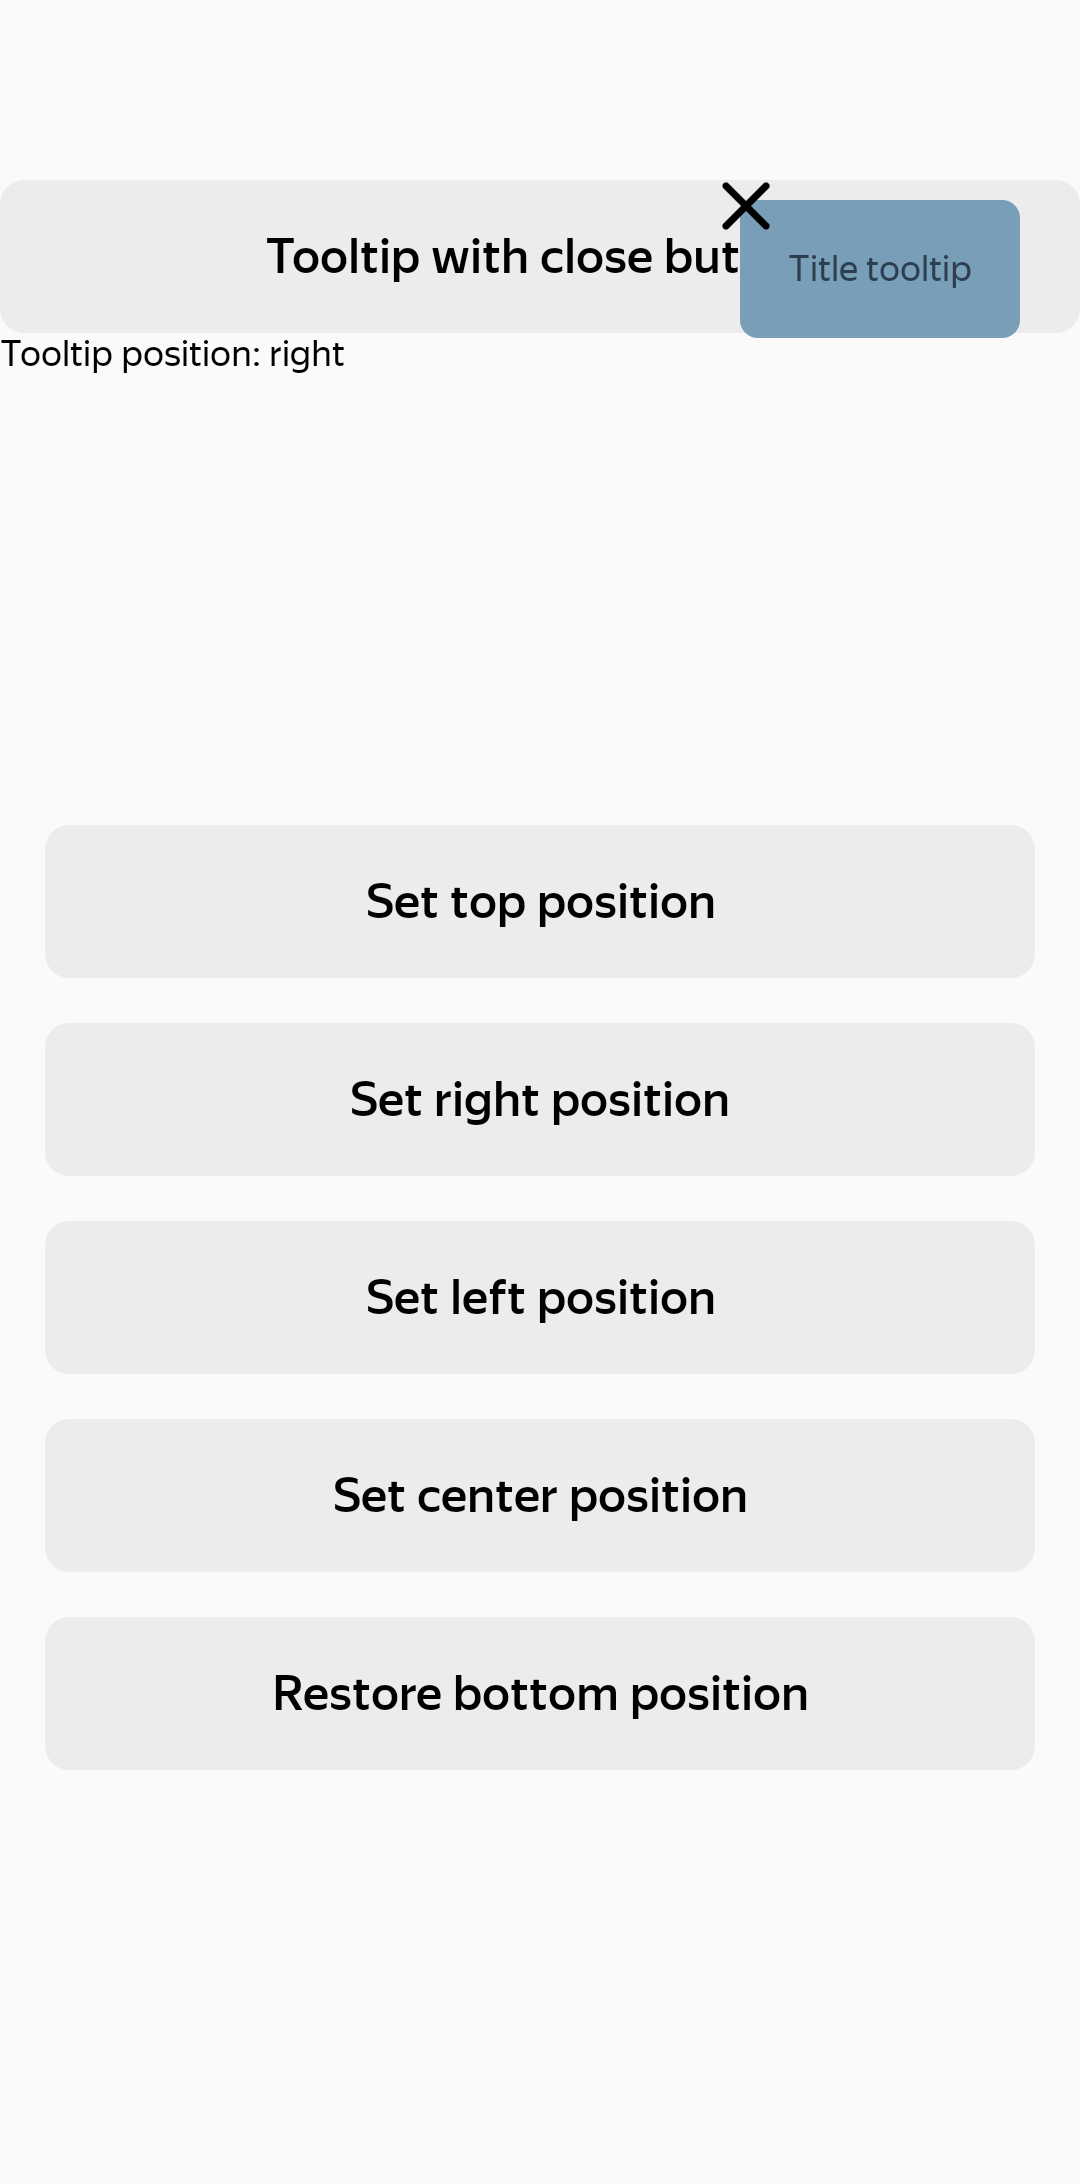 Tooltip with close but
Title tooltip
Tooltip position: right
Set top position
Set right position
Set left position
Set center position
Restore bottom position